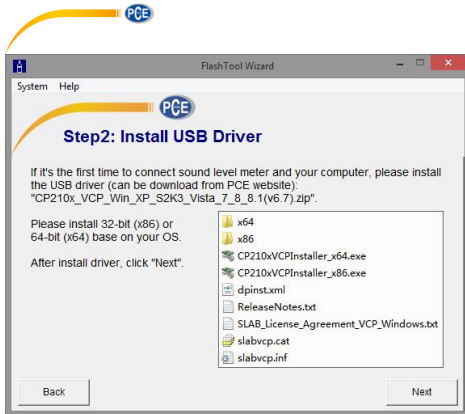 PCE
FlashTool Wizard
System Help
PCE
Step2: Install USB Driver
If it's the first time to connect sound level meter and your computer, please install
the USB driver (can be download from PCE website):
"CP210x_VCP_Win_XP_S2K3_Vista_7_8_8.1(v6.7).zip".
Please install 32-bit (x86) or
64-bit (x64) base on your OS.
After install driver, click "Next".
x64
x86
CP210xVCPInstaller_x64.exe
CP210xVCPInstaller_x86.exe
dpinst.xml
ReleaseNotes.txt
SLAB_License_Agreement_VCP_Windows.txt
slabvcp.cat
slabvcp.inf
Back Next